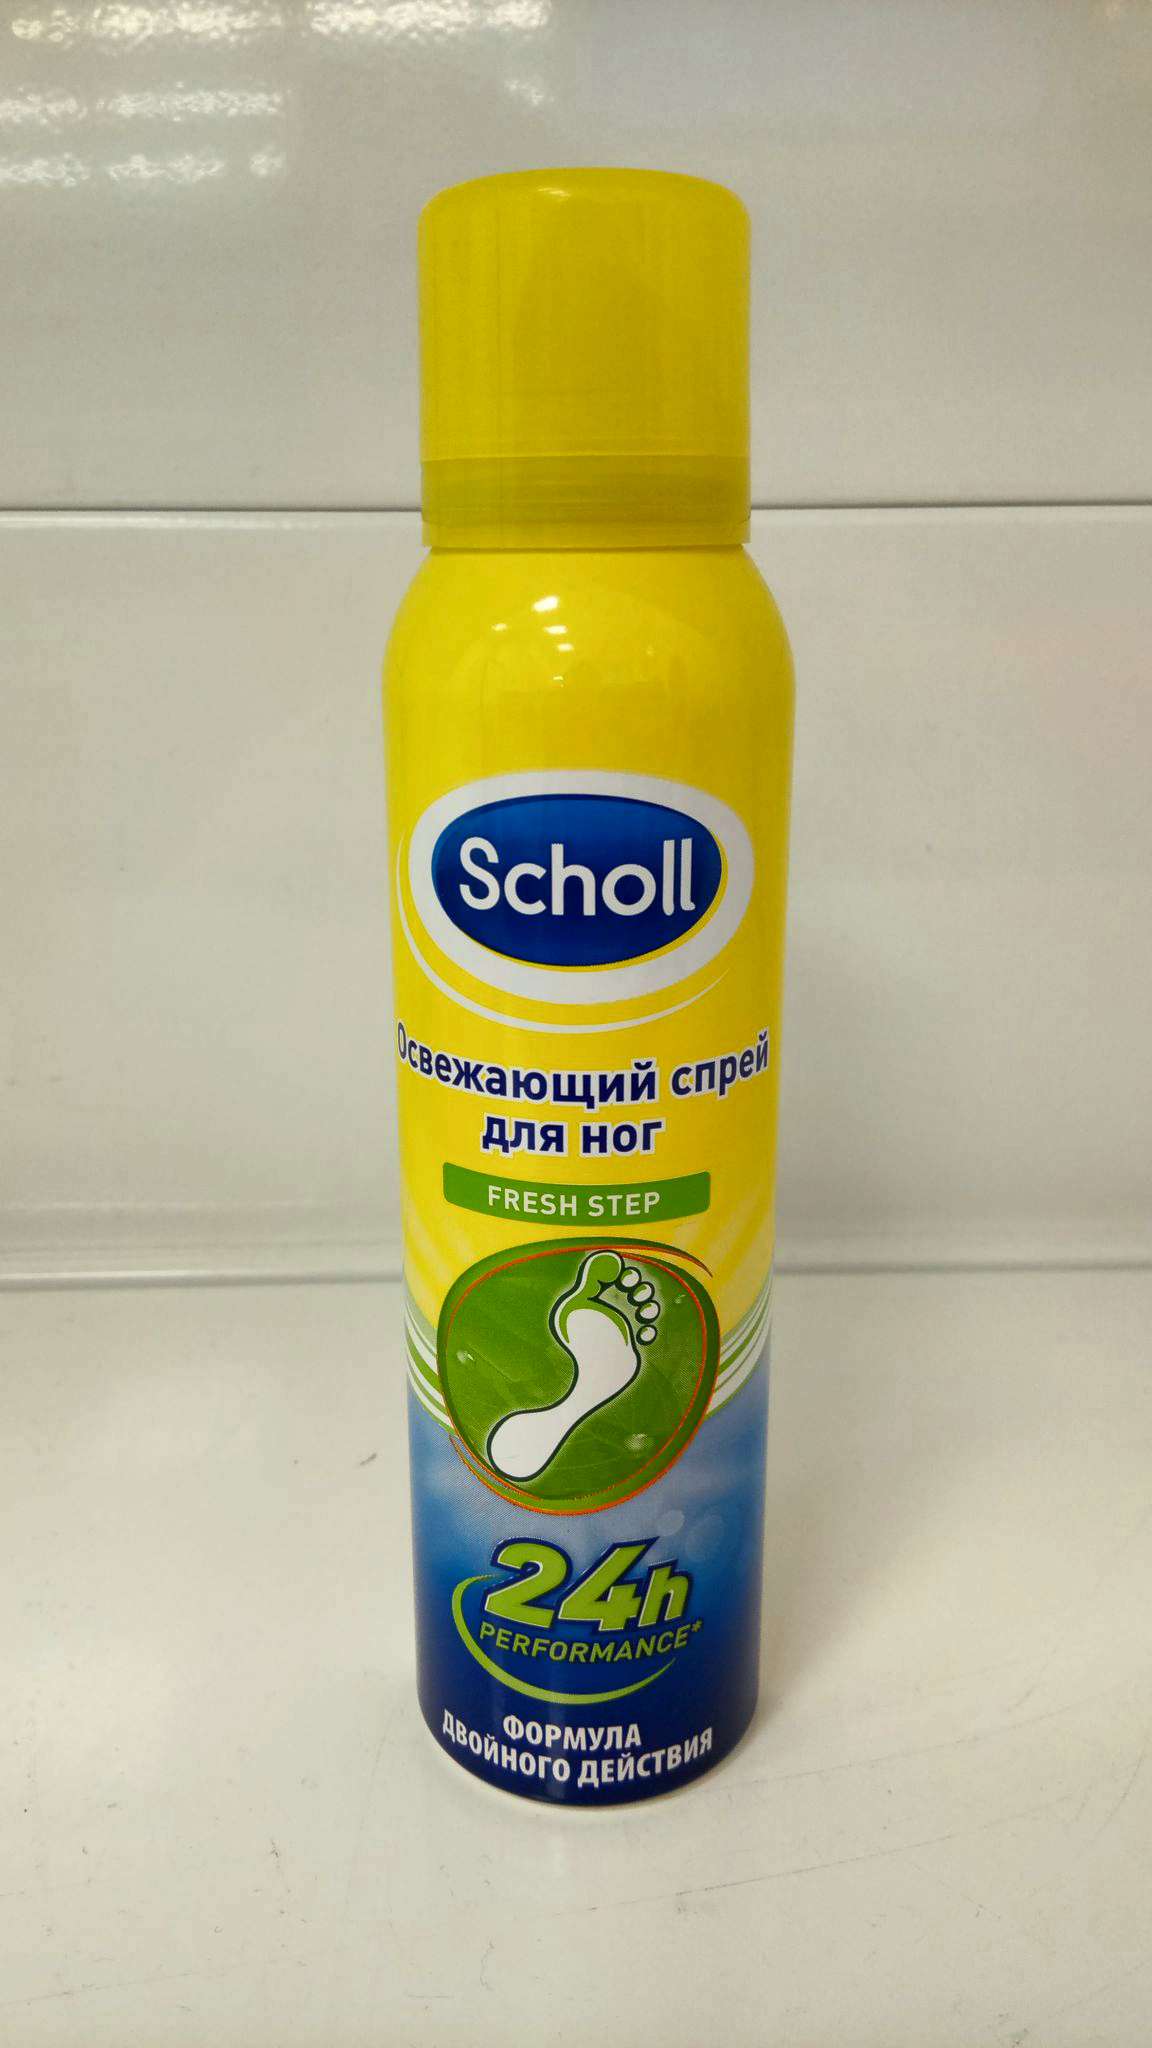 Scholl
Освежающий спрей
для ног
FRESH STEP
24h
PERFORMANCE*
ФОРМУЛА
ДВОЙНОГО ДЕЙСТВИЯ